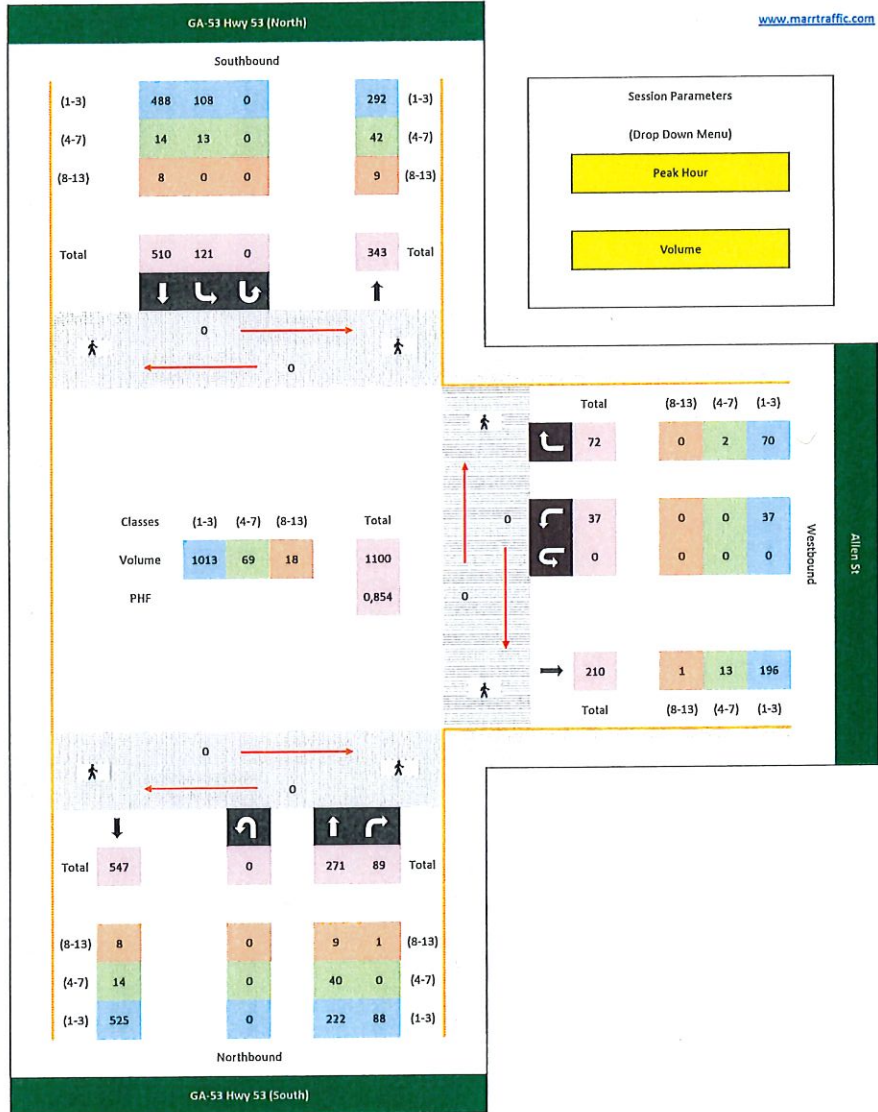 GA-53 Hwy 53 (North)
www.marrtraffic.com
Southbound
(1-3) 488 108 0 292 (1-3)
(4-7) 14 13 0 42 (4-7)
(8-13) 8 0 0 9 (8-13)
Total 510 121 0 343 Total
0
0
Session Parameters
(Drop Down Menu)
Peak Hour
Volume
Total (8-13) (4-7) (1-3)
72 0 2 70
0 37 0 0 37
0 0 0 0
0
210 1 13 196
Total (8-13) (4-7) (1-3)
Westbound
Allen St
Classes (1-3) (4-7) (8-13) Total
Volume 1013 69 18 1100
PHF 0,854
0
0
Total 547 0 271 89 Total
(8-13) 8 0 9 1 (8-13)
(4-7) 14 0 40 0 (4-7)
(1-3) 525 0 222 88 (1-3)
Northbound
GA-53 Hwy 53 (South)